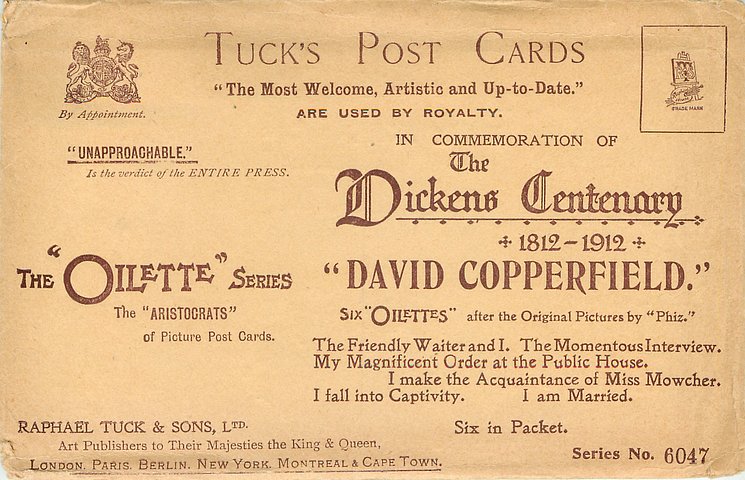 TUCK'S POST CARDS
"The Most Welcome, Artistic and Up-to-Date."
ARE USED BY ROYALTY.
By Appointment.
TRADE MARK
"UNAPPROACHABLE."
Is the verdict of the ENTIRE PRESS.
IN COMMEMORATION OF
The
Dickens Centenary
1812-1912
"DAVID COPPERFIELD."
THE "OILETTE" SERIES
The "ARISTOCRATS"
of Picture Post Cards.
SIX "OILETTES" after the Original Pictures by "Phiz."
The Friendly Waiter and I. The Momentous Interview.
My Magnificent Order at the Public House.
I make the Acquaintance of Miss Mowcher.
I fall into Captivity. I am Married.
RAPHAEL TUCK & SONS, LTD.
Art Publishers to Their Majesties the King & Queen,
LONDON, PARIS, BERLIN, NEW YORK, MONTREAL & CAPE TOWN.
Six in Packet.
Series No. 6047